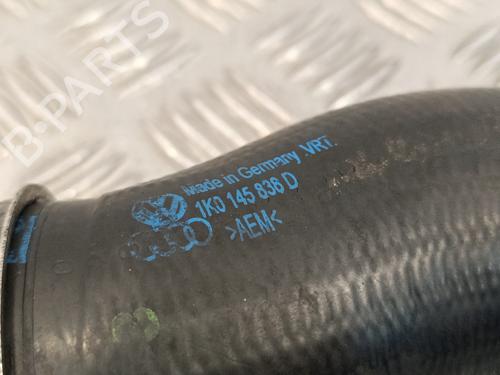 B-PARTS
Made in Germany .VRT.
1K0 145 838 D
>AEM<